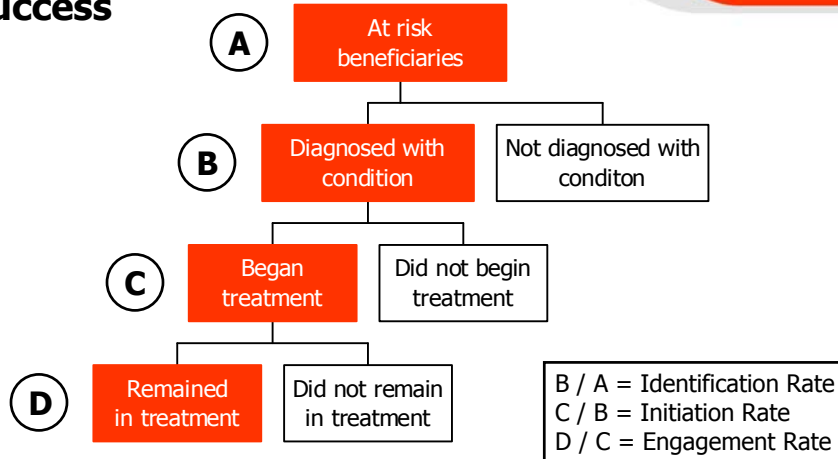 A
At risk
beneficiaries
B
Diagnosed with
condition
Not diagnosed with
conditon
C
Began
treatment
Did not begin
treatment
D
Remained
in treatment
Did not remain
in treatment
B / A = Identification Rate
C / B = Initiation Rate
D / C = Engagement Rate